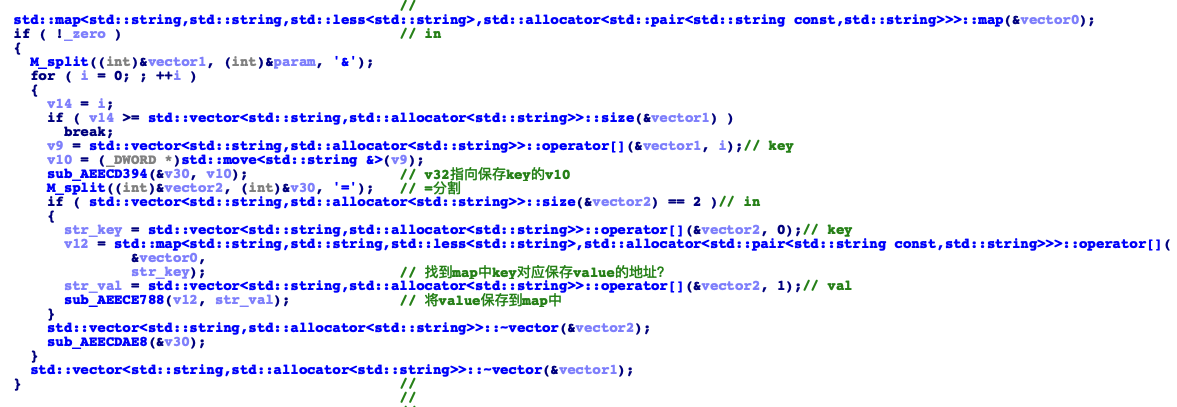 //
std::map<std::string,std::string,std::less<std::string>,std::allocator<std::pair<std::string const,std::string>>>::map(&vector0);
if ( !_zero ) // in
{
M_split((int)&vector1, (int)&param, '&');
for ( i = 0; ; ++i )
{
v14 = i;
if ( v14 >= std::vector<std::string,std::allocator<std::string>>::size(&vector1) )
break;
v9 = std::vector<std::string,std::allocator<std::string>>::operator[](&vector1, i);// key
v10 = (_DWORD *)std::move<std::string &>(v9);
sub_AEECD394(&v30, v10); // v32指向保存key的v10
M_split((int)&vector2, (int)&v30, '='); // =分割
if ( std::vector<std::string,std::allocator<std::string>>::size(&vector2) == 2 )// in
{
str_key = std::vector<std::string,std::allocator<std::string>>::operator[](&vector2, 0);// key
v12 = std::map<std::string,std::string,std::less<std::string>,std::allocator<std::pair<std::string const,std::string>>>::operator[](
&vector0,
str_key); // 找到map中key对应保存value的地址?
str_val = std::vector<std::string,std::allocator<std::string>>::operator[](&vector2, 1);// val
sub_AEECE788(v12, str_val); // 将value保存到map中
}
std::vector<std::string,std::allocator<std::string>>::~vector(&vector2);
sub_AEECDAE8(&v30);
}
std::vector<std::string,std::allocator<std::string>>::~vector(&vector1);
} //
//